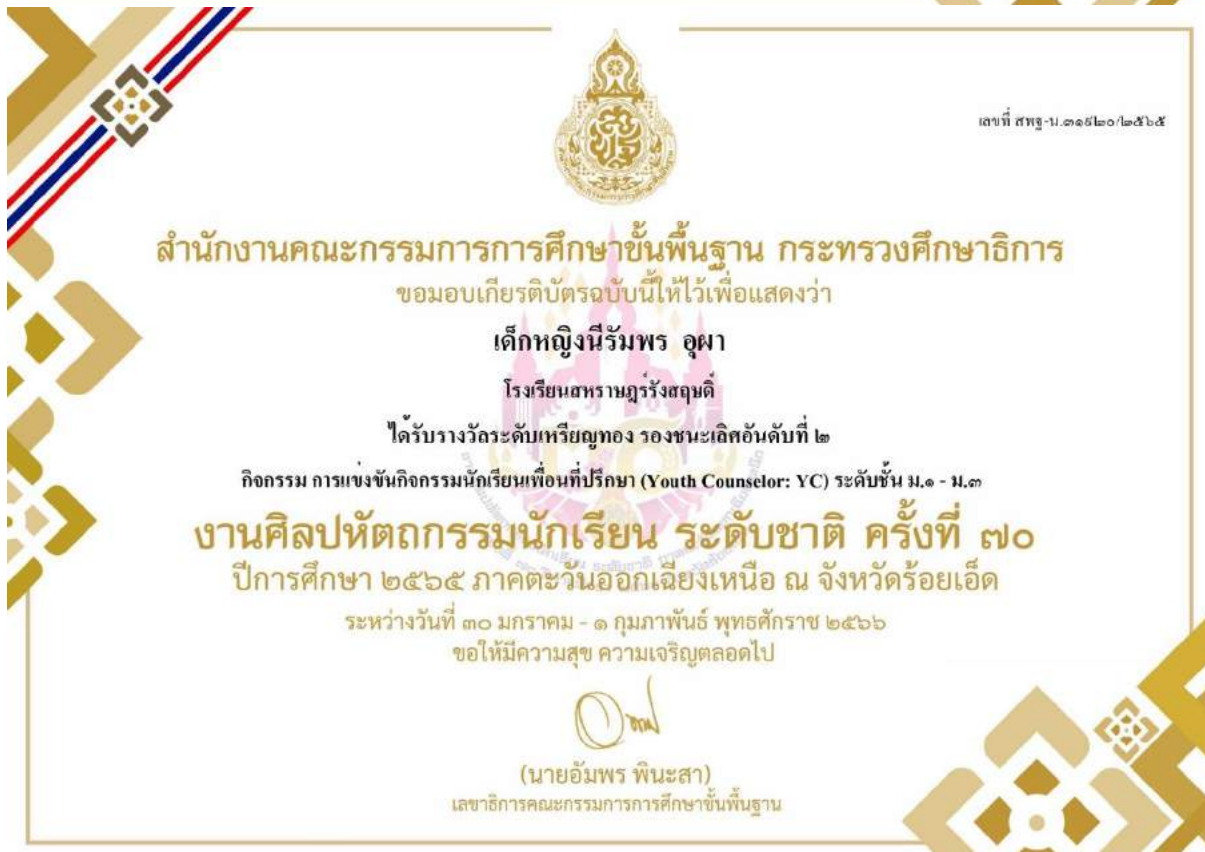 เลขที่ สพฐ-น.๓๑๙๒๐/๒๕๖๕
สำนักงานคณะกรรมการการศึกษาขั้นพื้นฐาน กระทรวงศึกษาธิการ
ขอมอบเกียรติบัตรฉบับนี้ให้ไว้เพื่อแสดงว่า
เด็กหญิงนีรัมพร อุผา
โรงเรียนสหราษฎร์รังสฤษดิ์
ได้รับรางวัลระดับเหรียญทอง รองชนะเลิศอันดับที่ ๒
กิจกรรม การแข่งขันกิจกรรมนักเรียนเพื่อนที่ปรึกษา (Youth Counselor: YC) ระดับชั้น ม.๑ - ม.๓
งานศิลปหัตถกรรมนักเรียน ระดับชาติ ครั้งที่ ๗๐
ปีการศึกษา ๒๕๖๕ ภาคตะวันออกเฉียงเหนือ ณ จังหวัดร้อยเอ็ด
ระหว่างวันที่ ๓๐ มกราคม - ๑ กุมภาพันธ์ พุทธศักราช ๒๕๖๖
ขอให้มีความสุข ความเจริญตลอดไป
(นายอัมพร พินะสา)
เลขาธิการคณะกรรมการการศึกษาขั้นพื้นฐาน